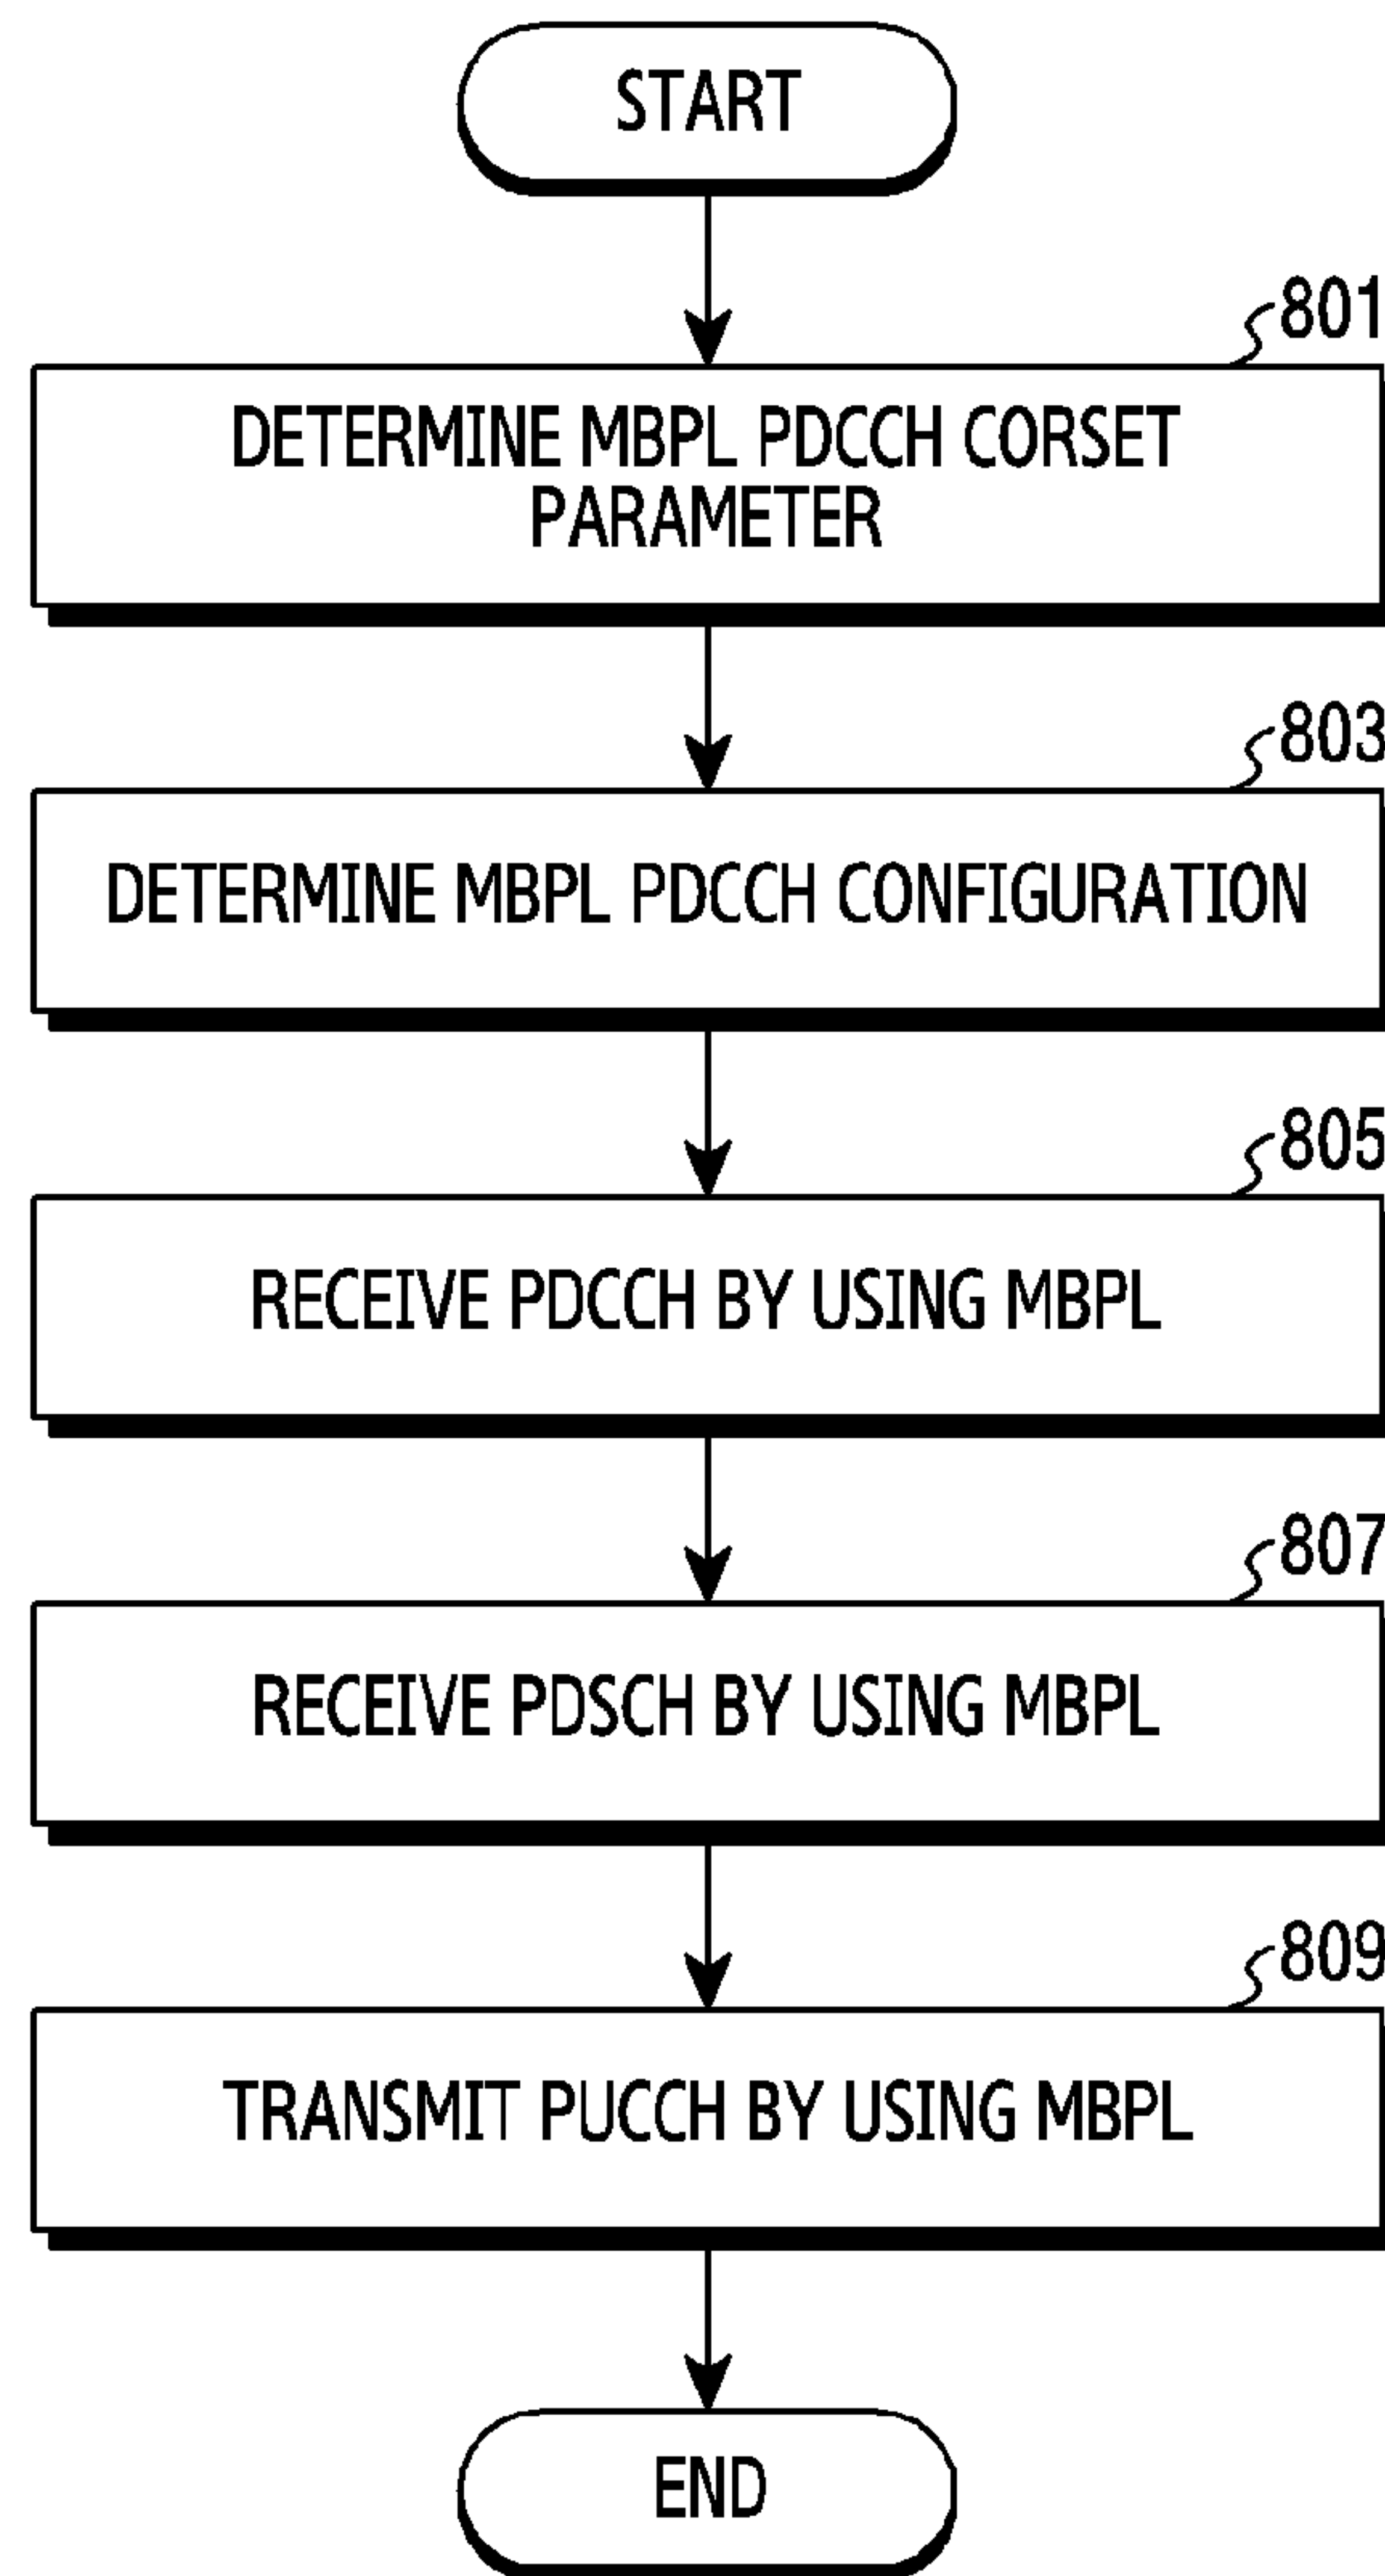 START
801
DETERMINE MBPL PDCCH CORSET
PARAMETER
803
DETERMINE MBPL PDCCH CONFIGURATION
805
RECEIVE PDCCH BY USING MBPL
807
RECEIVE PDSCH BY USING MBPL
809
TRANSMIT PUCCH BY USING MBPL
END